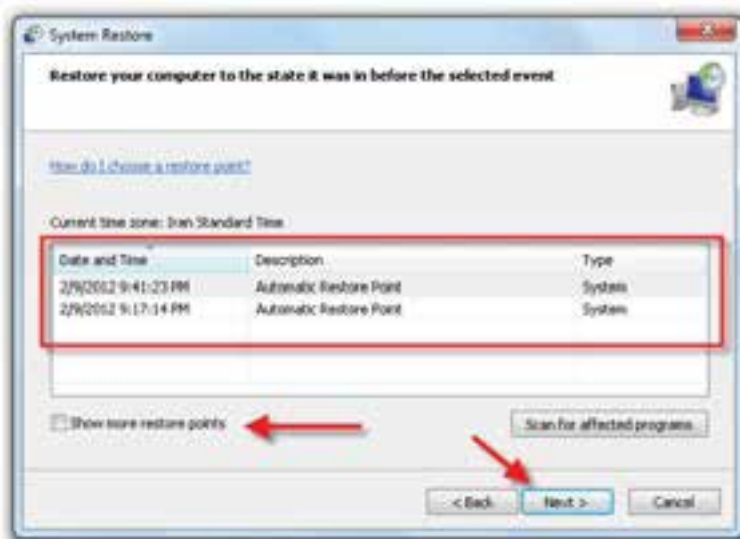 System Restore
Restore your computer to the state it was in before the selected event
How do I choose a restore point?
Current time zone: Iran Standard Time
Date and Time Description Type
2/9/2012 9:41:23 PM Automatic Restore Point System
2/9/2012 9:17:14 PM Automatic Restore Point System
Show more restore points Scan for affected programs
< Back Next > Cancel